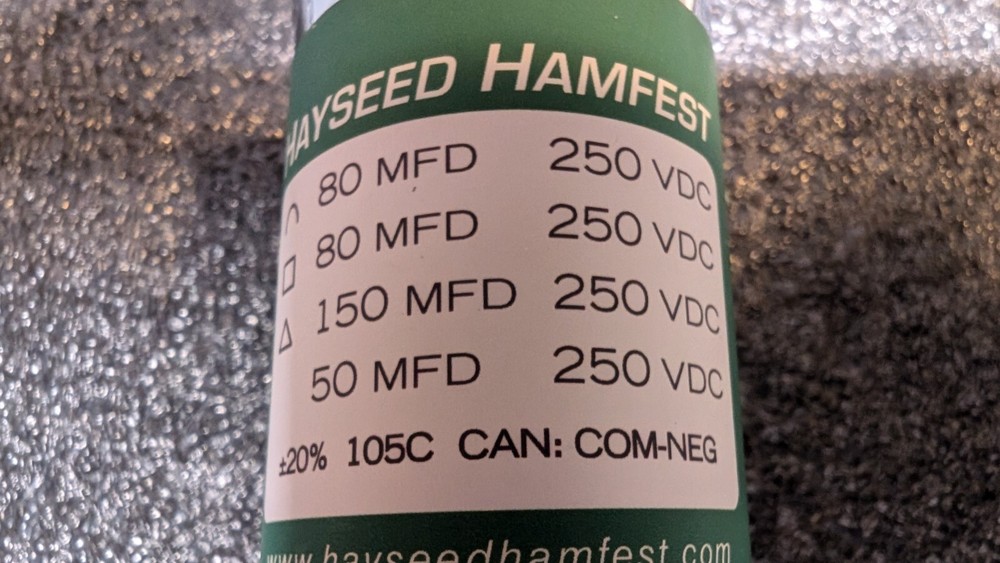 HAYSEED HAMFEST
80 MFD 250 VDC
80 MFD 250 VDC
150 MFD 250 VDC
50 MFD 250 VDC
±20% 105C CAN: COM-NEG
www.hayseedhamfest.com